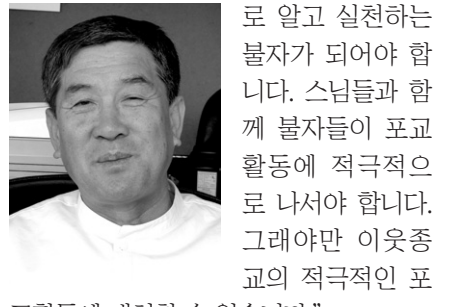 로 알고 실천하는
불자가 되어야 합
니다. 스님들과 함
께 불자들이 포교
활동에 적극적으
로 나서야 합니다.
그래야만 이웃종
교의 적극적인 포